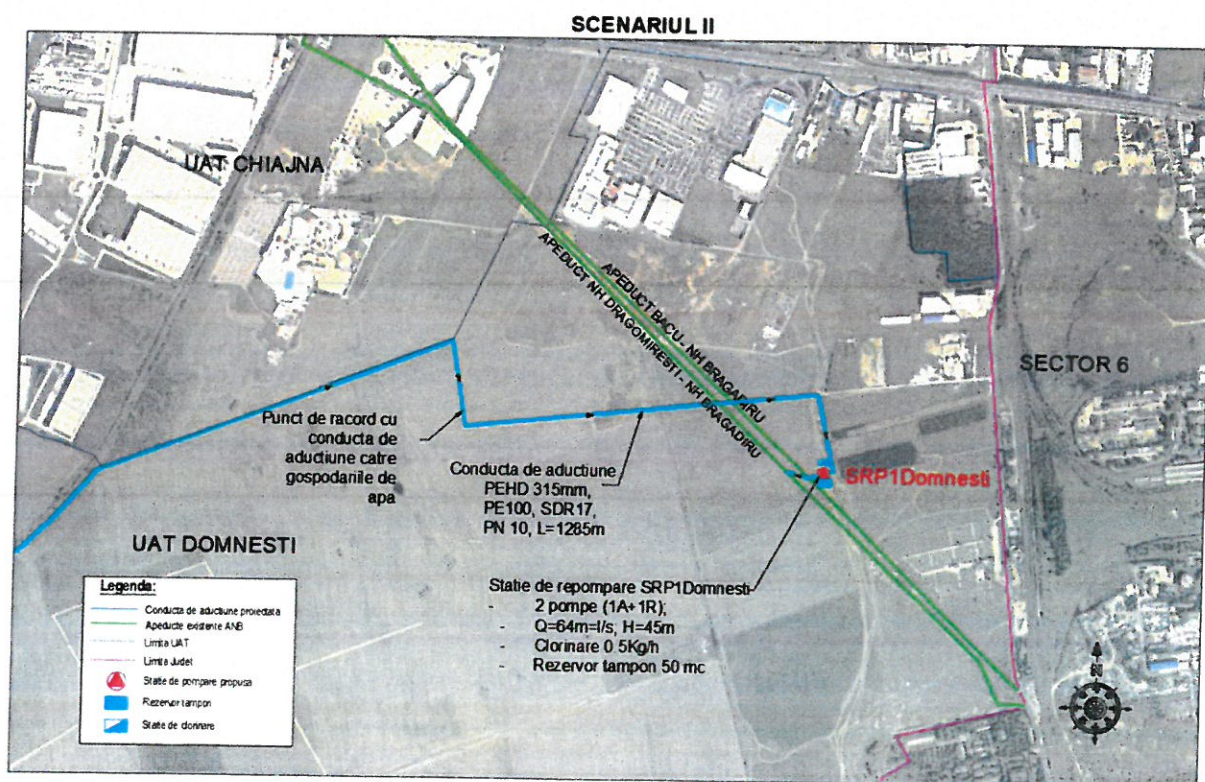 SCENARIUL II
UAT CHIAJNA
APEDUCT BACU - NH BRAGADIRU
APEDUCT NH DRAGOMIRESTI - NH BRAGADIRU
SECTOR 6
Punct de racord cu
conducta de
aductiune catre
gospodariile de
apa
Conducta de aductiune
PEHD 315mm,
PE100, SDR17,
PN 10, L=1285m
SRP1Domnesti
UAT DOMNESTI
Statie de repompare SRP1Domnesti
- 2 pompe (1A+1R);
- Q=64m=l/s, H=45m
- Clorinare 0 5Kg/h
- Rezervor tampon 50 mc
Legenda:
Conducta de aductiune proiectata
Apeducte existente ANB
Limita UAT
Limita Judet
Statie de pompare propusa
Rezervor tampon
Statie de clorinare
N